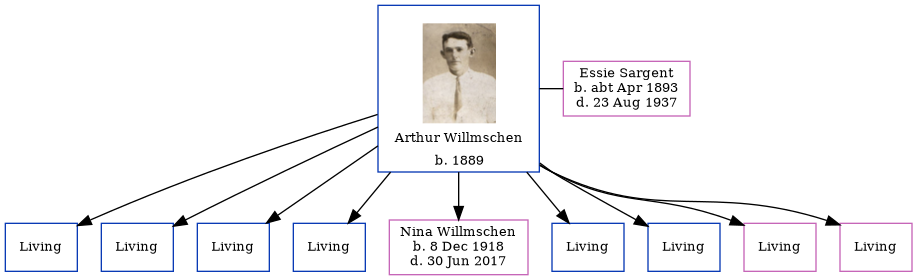 Essie Sargent
b. abt Apr 1893
d. 23 Aug 1937
Arthur Willmschen
b. 1889
Living
Living
Living
Living
Nina Willmschen
b. 8 Dec 1918
d. 30 Jun 2017
Living
Living
Living
Living